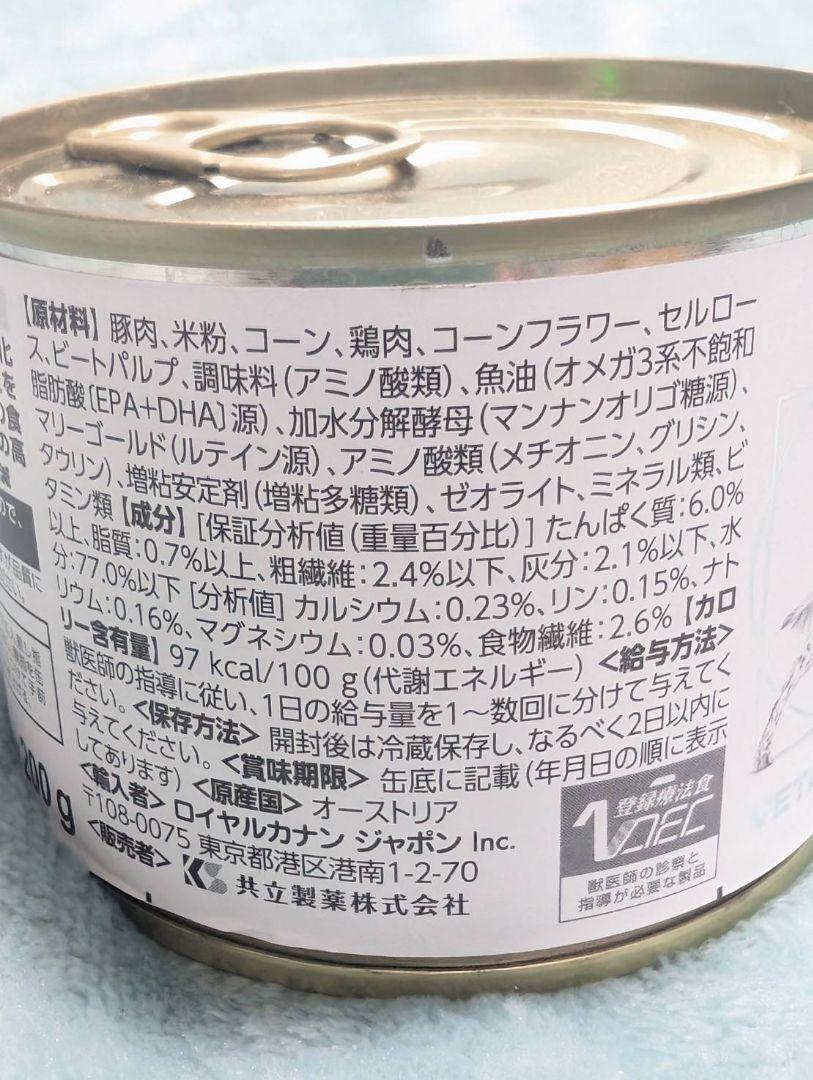 【原材料】豚肉、米粉、コーン、鶏肉、コーンフラワー、セルロー
ス、ビートパルプ、調味料(アミノ酸類)、魚油(オメガ3系不飽和
脂肪酸〔EPA+DHA〕源)、加水分解酵母(マンナンオリゴ糖源)、
マリーゴールド(ルテイン源)、アミノ酸類(メチオニン、グリシン、
タウリン)、増粘安定剤(増粘多糖類)、ゼオライト、ミネラル類、ビ
タミン類【成分】[保証分析値(重量百分比)]たんぱく質:6.0%
以上、脂質:0.7%以上、粗繊維:2.4%以下、灰分:2.1%以下、水
分:77.0%以下[分析値]カルシウム:0.23%、リン:0.15%、ナト
リウム:0.16%、マグネシウム:0.03%、食物繊維:2.6%【カロ
リー含有量】97 kcal/100 g(代謝エネルギー)<給与方法>
獣医師の指導に従い、1日の給与量を1〜数回に分けて与えてく
ださい。<保存方法>開封後は冷蔵保存し、なるべく2日以内に
与えてください。<賞味期限>缶底に記載(年月日の順に表示
してあります)<原産国>オーストリア
<輸入者>ロイヤルカナン ジャポン Inc.
〒108-0075 東京都港区港南1-2-70
<販売者> KS 共立製薬株式会社
200 g
登録療法食
VDEC
獣医師の診察と
指導が必要な製品
VET